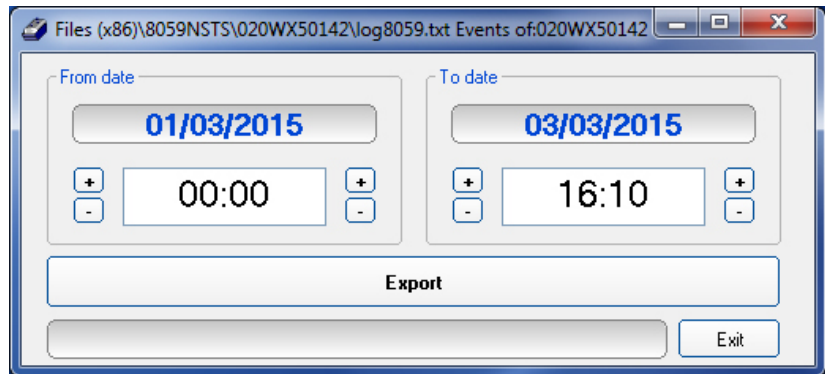 Files (x86)\8059NSTS\020WX50142\log8059.txt Events of:020WX50142
From date
To date
01/03/2015
03/03/2015
+
00:00
+
+
16:10
+
-
-
-
-
Export
Exit